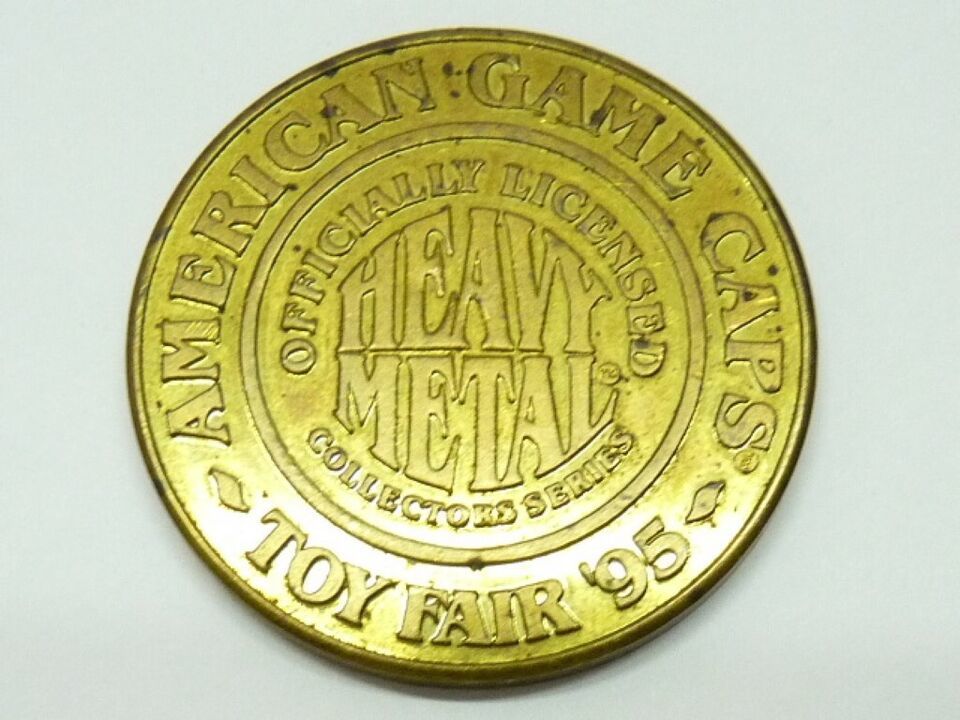 AMERICAN GAME CAPS®
OFFICIALLY LICENSED
HEAVY
METAL®
COLLECTORS SERIES
TOY FAIR '95